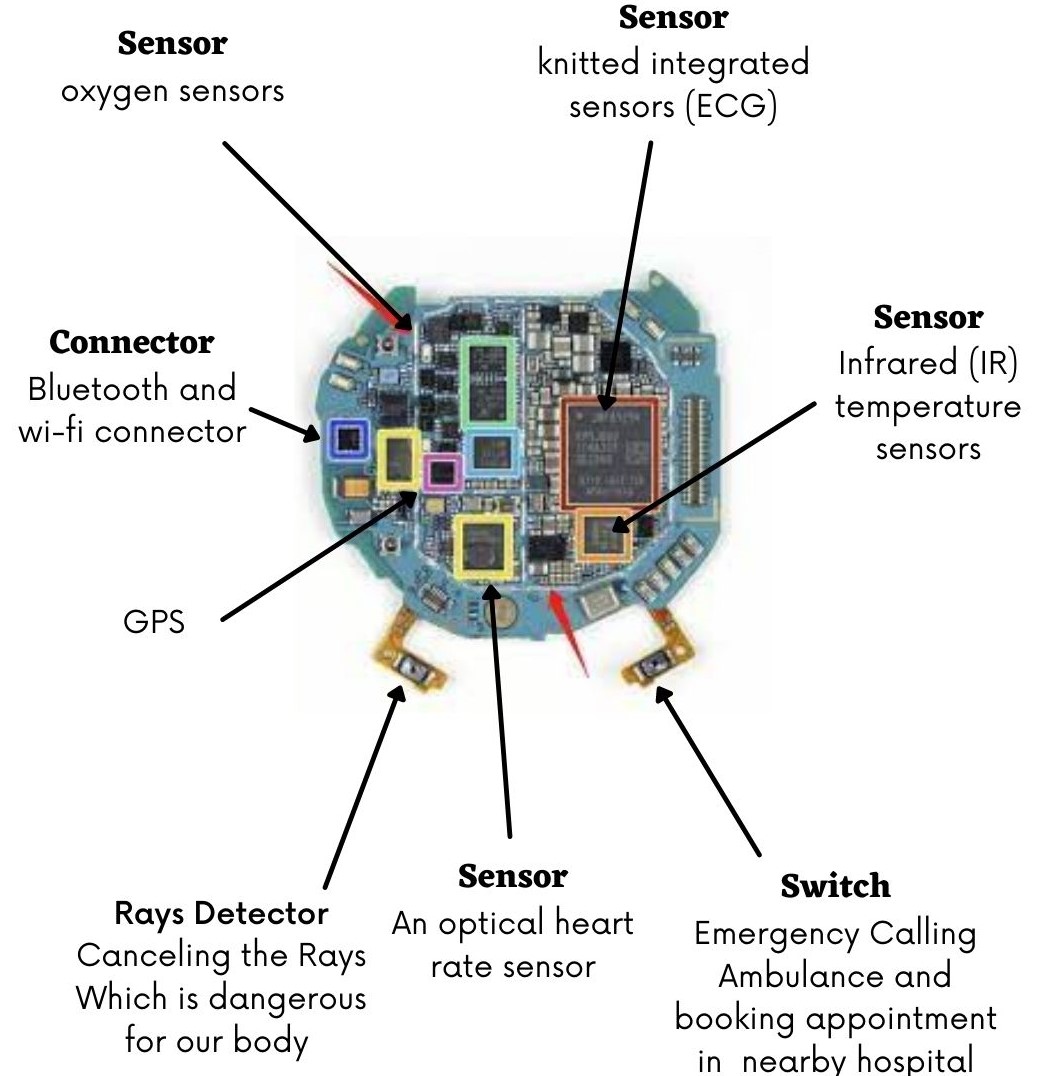 Sensor
oxygen sensors
Sensor
knitted integrated
sensors (ECG)
Connector
Bluetooth and
wi-fi connector
Sensor
Infrared (IR)
temperature
sensors
GPS
Rays Detector
Canceling the Rays
Which is dangerous
for our body
Sensor
An optical heart
rate sensor
Switch
Emergency Calling
Ambulance and
booking appointment
in nearby hospital